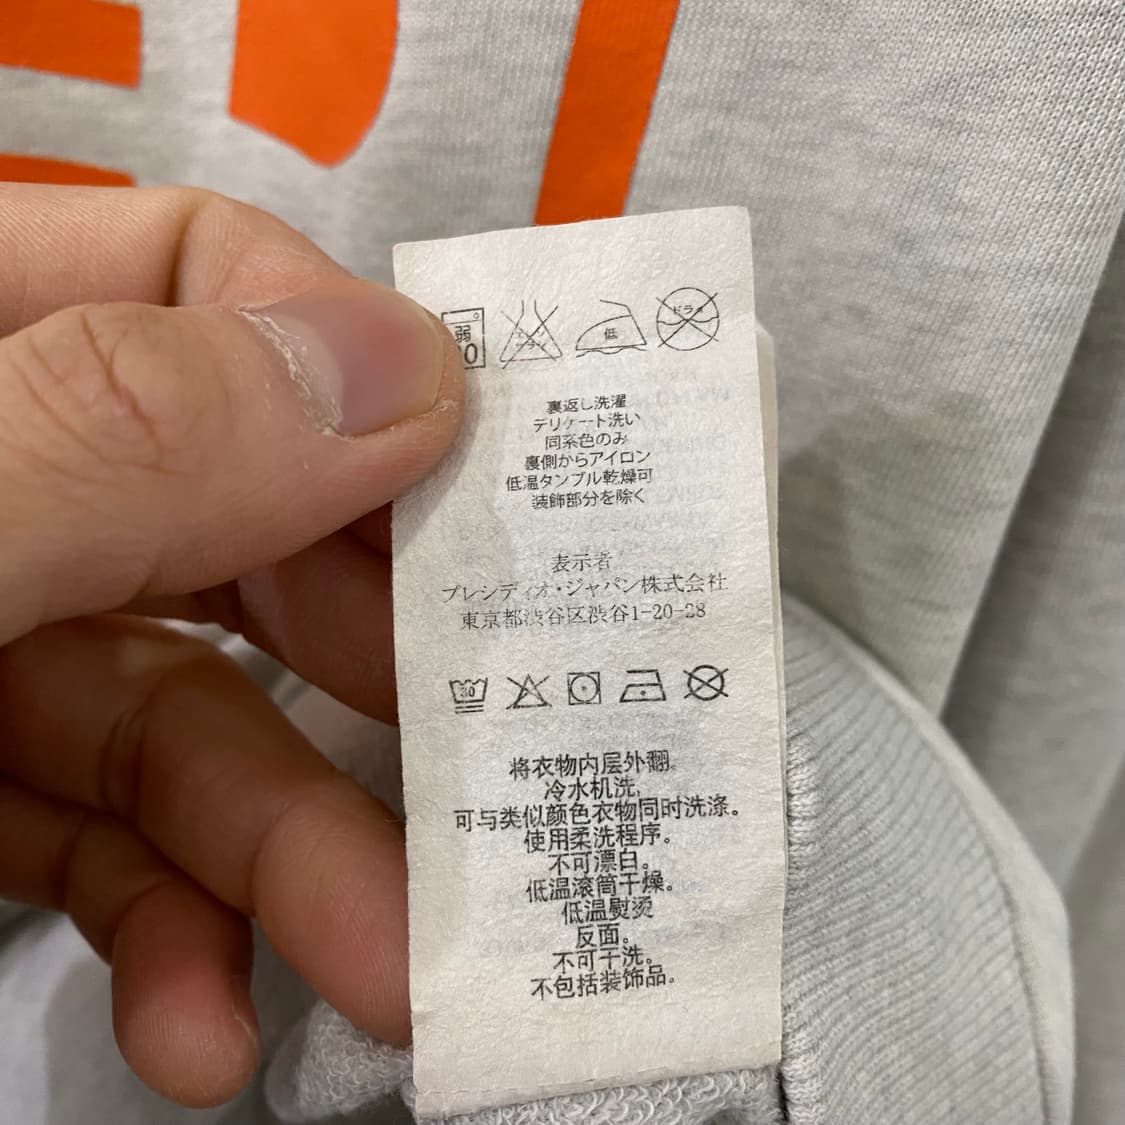 弱
低
ドライ
裏返し洗濯
デリケート洗い
同系色のみ
裏側からアイロン
低温タンブル乾燥可
装飾部分を除く
表示者
プレシディオ・ジャパン株式会社
東京都渋谷区渋谷1-20-28
30
将衣物内层外翻。
冷水机洗,
可与类似颜色衣物同时洗涤。
使用柔洗程序。
不可漂白。
低温滚筒干燥。
低温熨烫
反面。
不可干洗。
不包括装饰品。